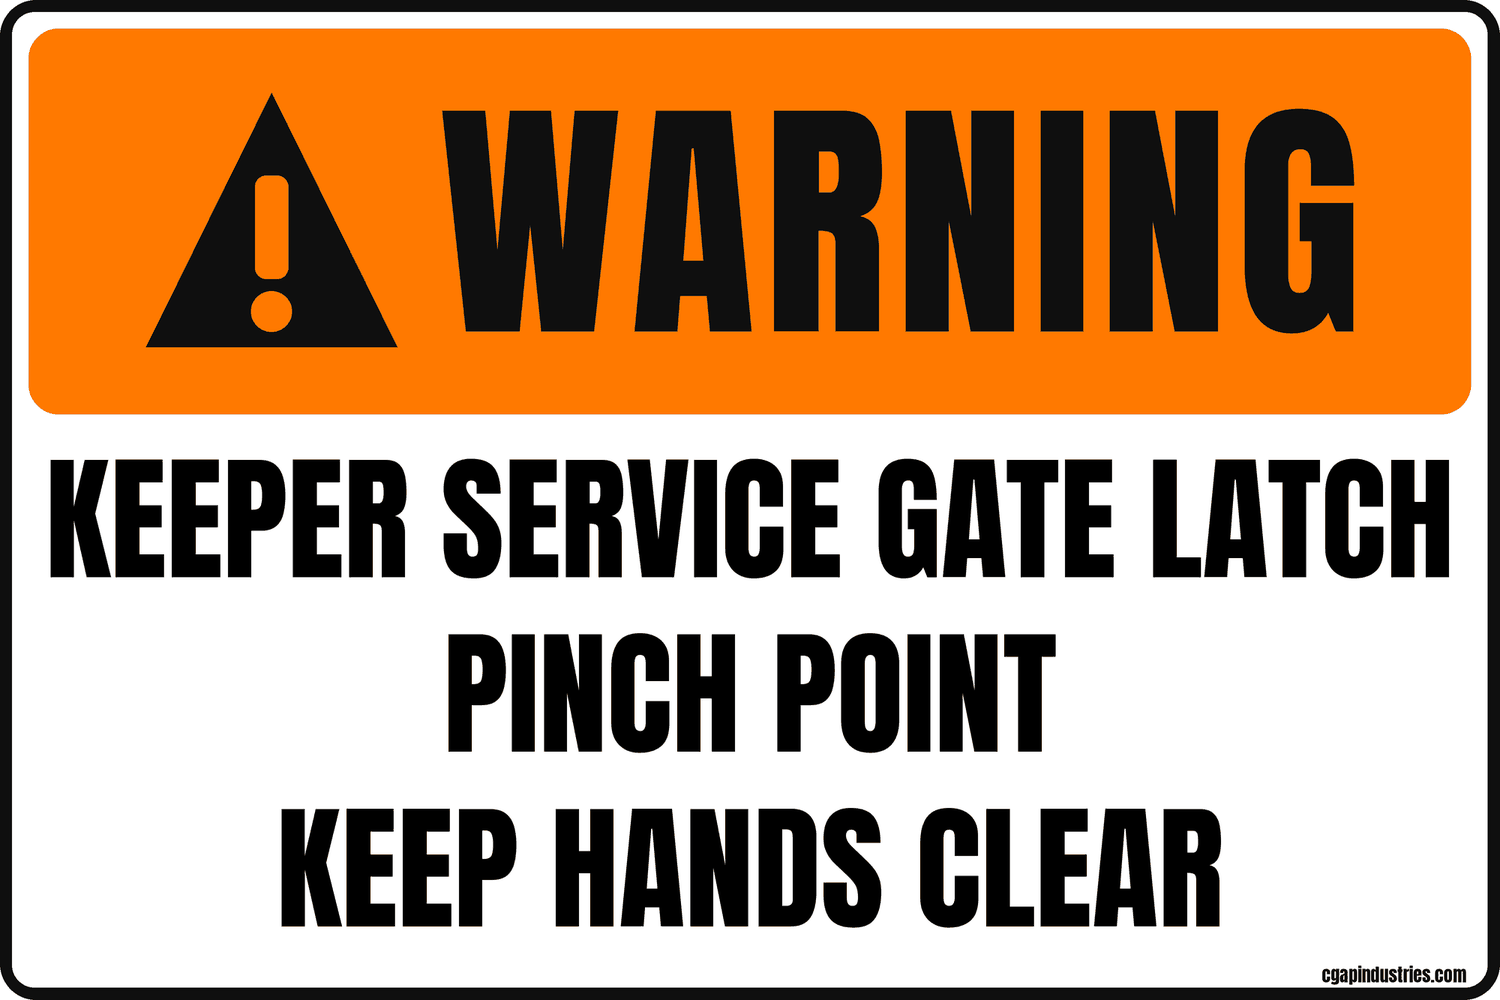 WARNING
KEEPER SERVICE GATE LATCH
PINCH POINT
KEEP HANDS CLEAR
cgapindustries.com